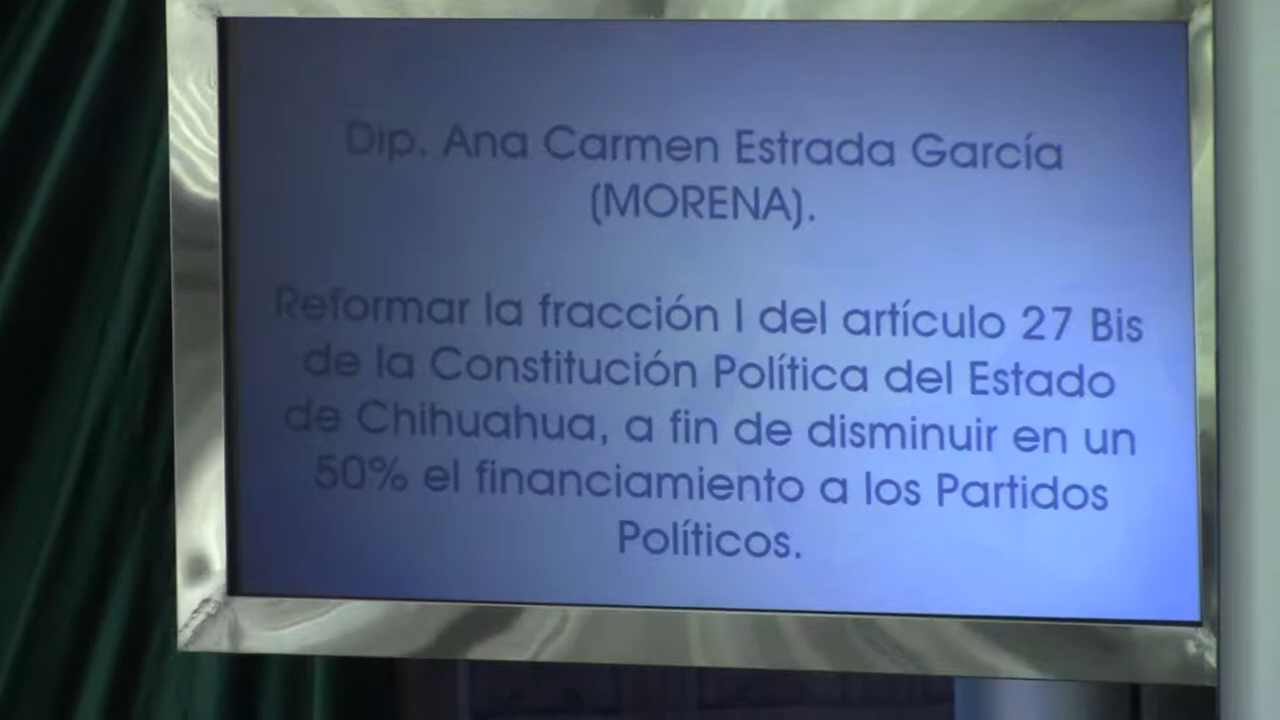 Dip. Ana Carmen Estrada García
(MORENA).
Reformar la fracción I del artículo 27 Bis
de la Constitución Política del Estado
de Chihuahua, a fin de disminuir en un
50% el financiamiento a los Partidos
Políticos.